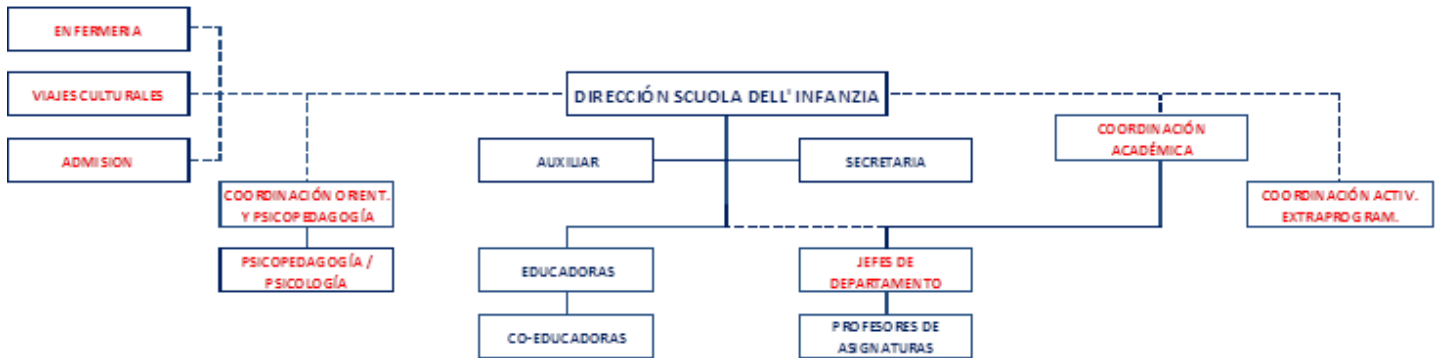 ENFERMERIA
VIAJES CULTURALES
ADMISION
DIRECCIÓN SCUOLA DELL' INFANZIA
AUXILIAR
SECRETARIA
COORDINACIÓN
ACADÉMICA
COORDINACIÓN ORIENT.
Y PSICOPEDAGOGÍA
COORDINACIÓN ACTIV.
EXTRAPROGRAM.
PSICOPEDAGOGÍA /
PSICOLOGÍA
EDUCADORAS
JEFES DE
DEPARTAMENTO
CO-EDUCADORAS
PROFESORES DE
ASIGNATURAS